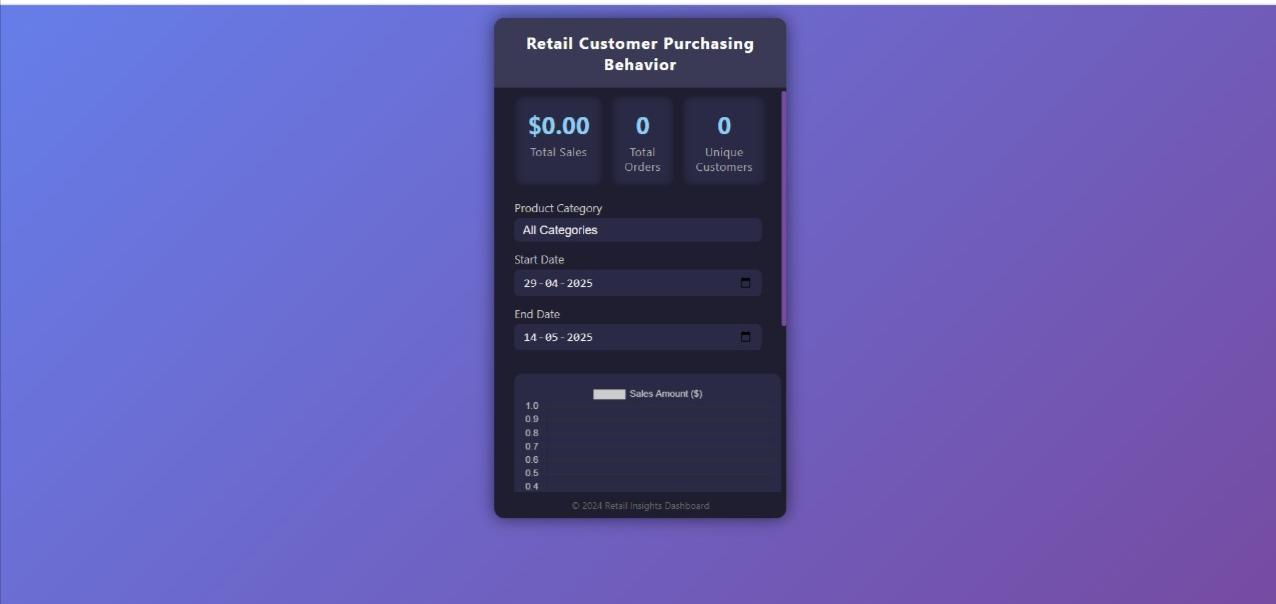 Retail Customer Purchasing
Behavior
$0.00
Total Sales
0
Total
Orders
0
Unique
Customers
Product Category
All Categories
Start Date
29-04-2025
End Date
14-05-2025
Sales Amount ($)
1.0
0.9
0.8
0.7
0.6
0.5
0.4
© 2024 Retail Insights Dashboard